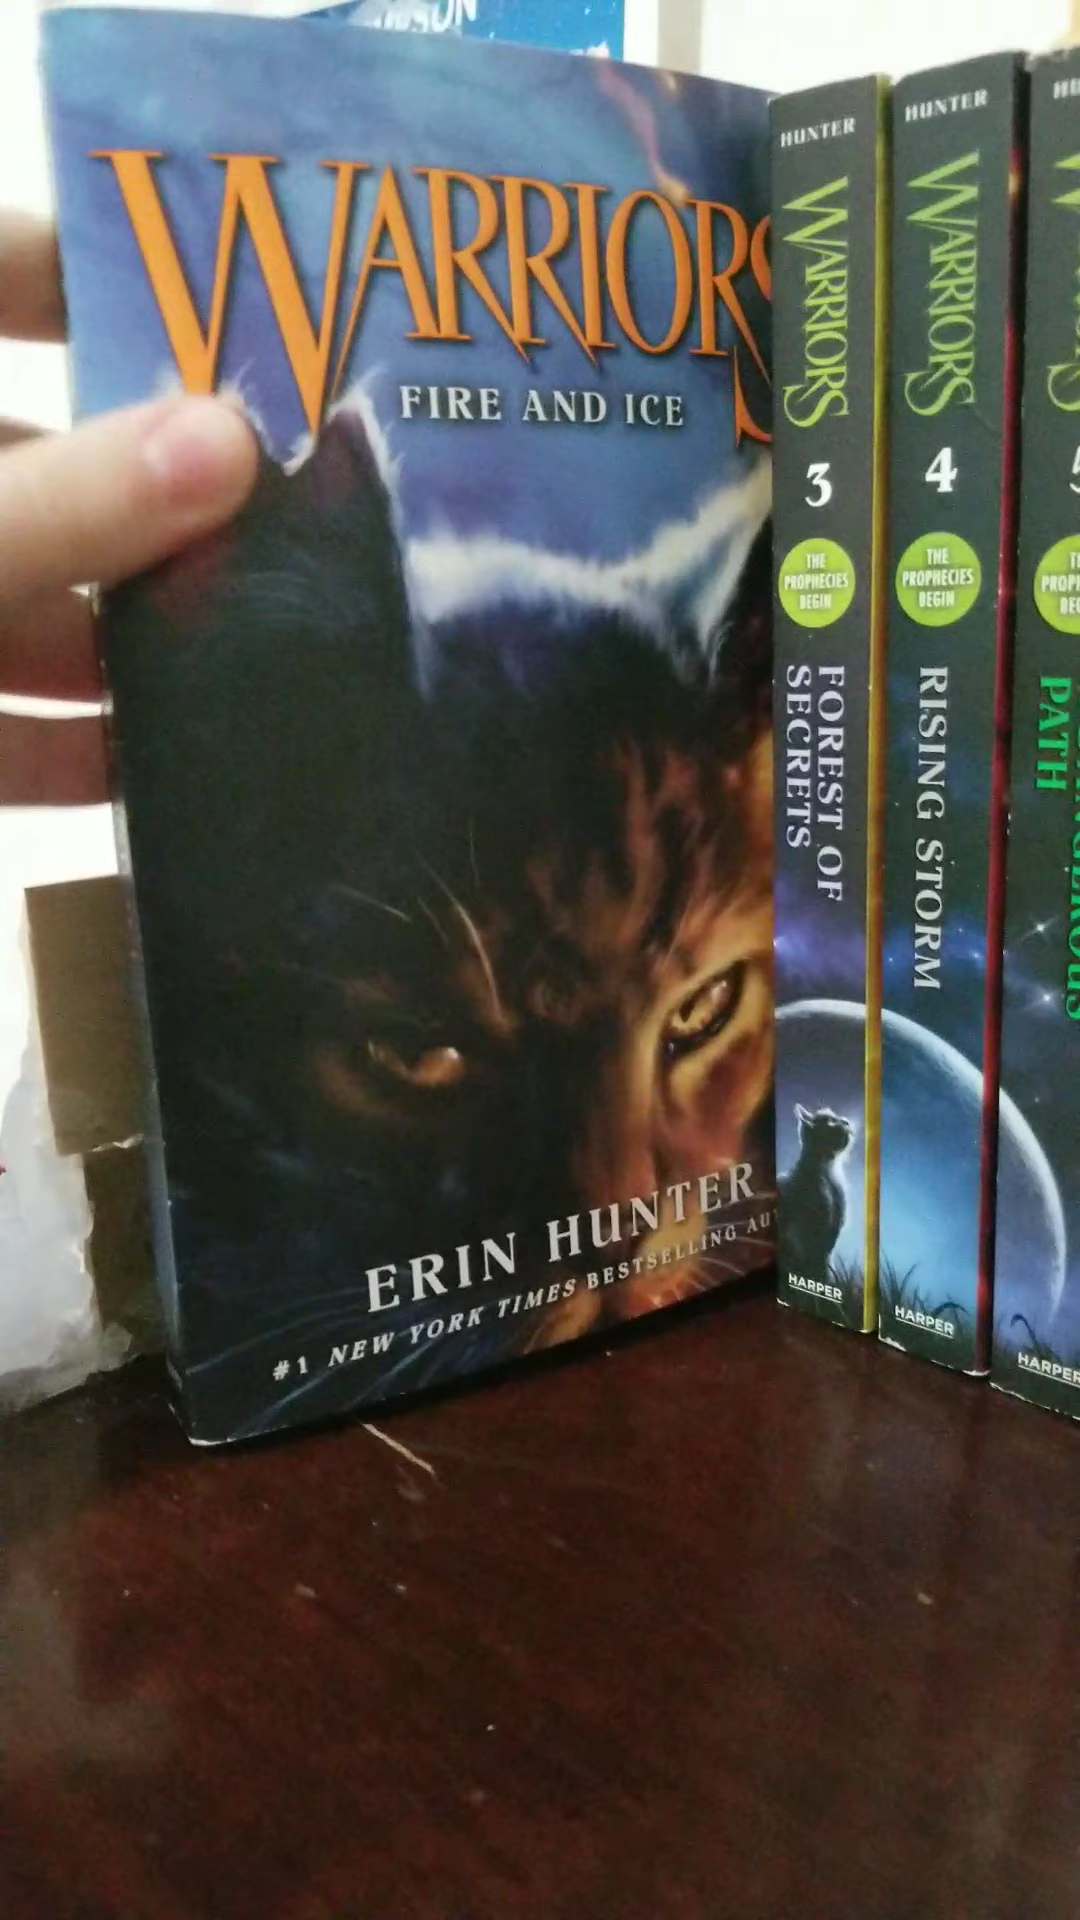 WARRIORS
FIRE AND ICE
ERIN HUNTER
#1 NEW YORK TIMES BESTSELLING
HUNTER
WARRIORS
3
THE
PROPHECIES
BEGIN
FOREST OF
SECRETS
HARPER
HUNTER
WARRIORS
4
THE
PROPHECIES
BEGIN
RISING STORM
HARPER
5
PATH
HARPER